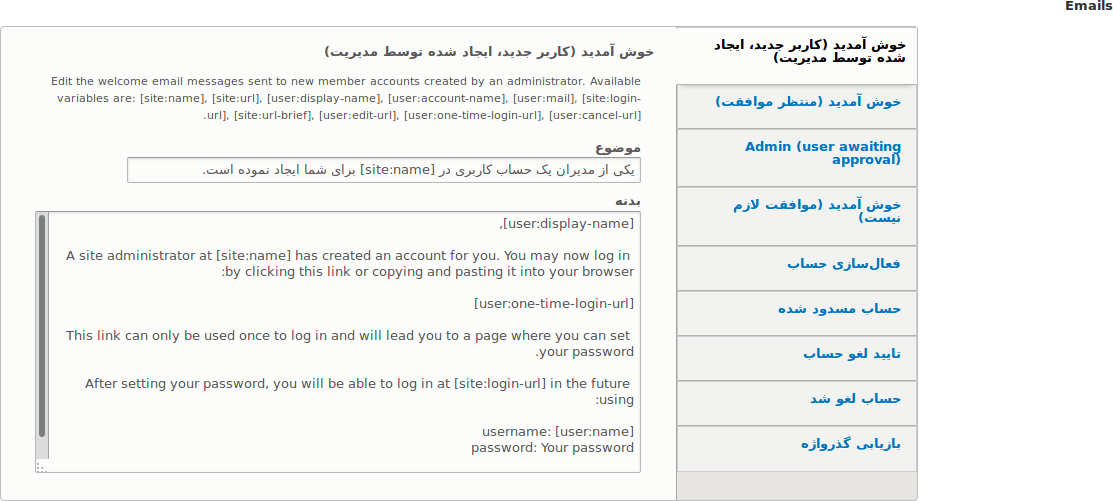 Emails
خوش آمدید (کاربر جدید، ایجاد
شده توسط مدیریت)
خوش آمدید (منتظر موافقت)
Admin (user awaiting
approval)
خوش آمدید (موافقت لازم
نیست)
فعال‌سازی حساب
حساب مسدود شده
تایید لغو حساب
حساب لغو شد
بازیابی گذرواژه
خوش آمدید (کاربر جدید، ایجاد شده توسط مدیریت)
Edit the welcome email messages sent to new member accounts created by an administrator. Available
variables are: [site:name], [site:url], [user:display-name], [user:account-name], [user:mail], [site:login-
url], [site:url-brief], [user:edit-url], [user:one-time-login-url], [user:cancel-url].
موضوع
یکی از مدیران یک حساب کاربری در [site:name] برای شما ایجاد نموده است.
بدنه
[user:display-name],
A site administrator at [site:name] has created an account for you. You may now log in
by clicking this link or copying and pasting it into your browser:
[user:one-time-login-url]
This link can only be used once to log in and will lead you to a page where you can set
your password.
After setting your password, you will be able to log in at [site:login-url] in the future
using:
username: [user:name]
password: Your password